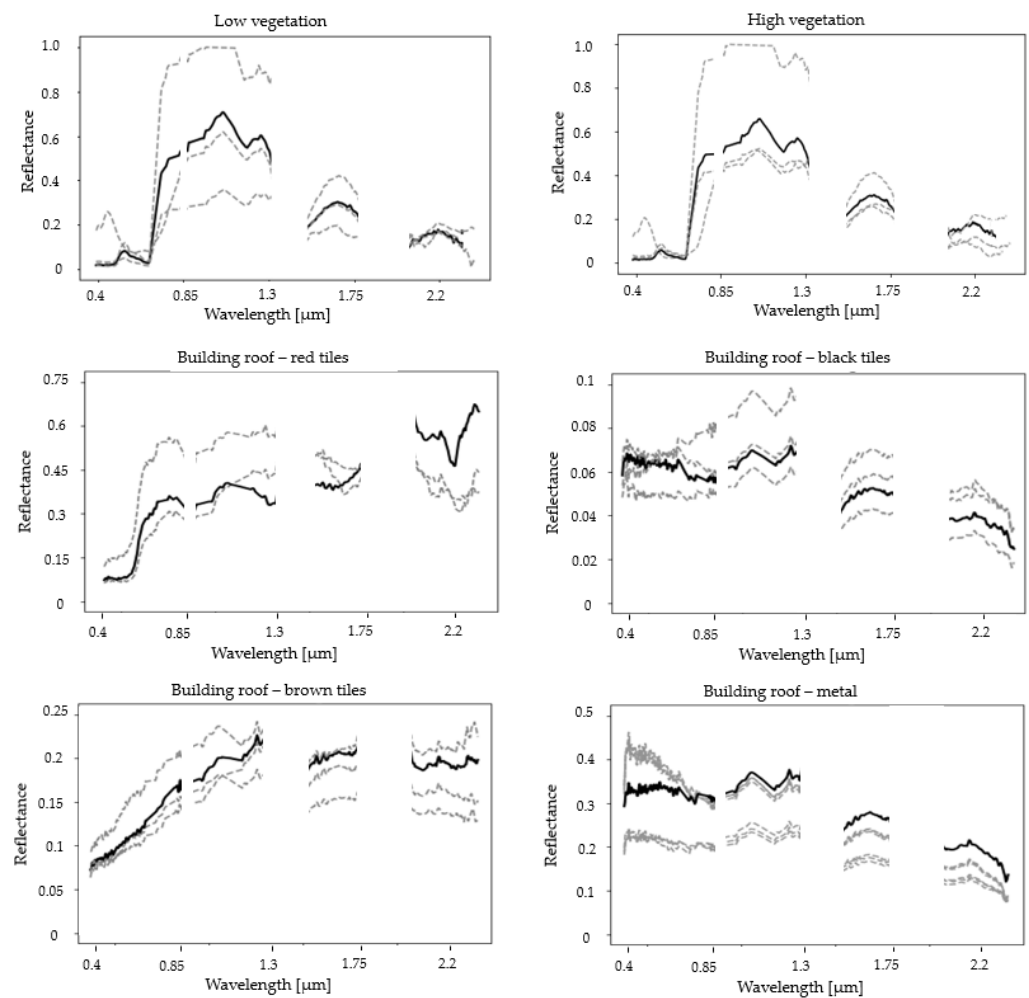 Low vegetation
High vegetation
1.0
0.8
0.6
0.4
0.2
0
Reflectance
0.4 0.85 1.3 1.75 2.2
Wavelength [µm]
1.0
0.8
0.6
0.4
0.2
0
Reflectance
0.4 0.85 1.3 1.75 2.2
Wavelength [µm]
Building roof – red tiles
Building roof – black tiles
0.75
0.6
0.45
0.3
0.15
0
Reflectance
0.4 0.85 1.3 1.75 2.2
Wavelength [µm]
0.1
0.08
0.06
0.04
0.02
0
Reflectance
0.4 0.85 1.3 1.75 2.2
Wavelength [µm]
Building roof – brown tiles
Building roof – metal
0.25
0.2
0.15
0.1
0.05
0
Reflectance
0.4 0.85 1.3 1.75 2.2
Wavelength [µm]
0.5
0.4
0.3
0.2
0.1
0
Reflectance
0.4 0.85 1.3 1.75 2.2
Wavelength [µm]